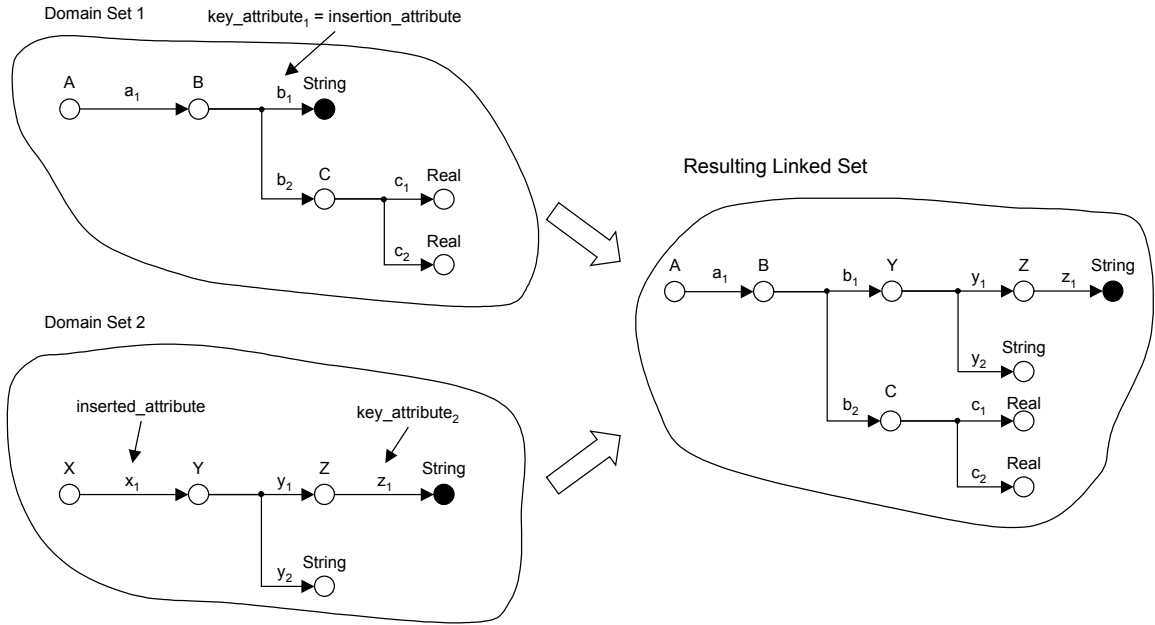 Domain Set 1
key_attribute₁ = insertion_attribute
A
B
String
a₁
b₁
C
Real
b₂
c₁
Real
c₂
Domain Set 2
inserted_attribute
key_attribute₂
X
Y
Z
String
x₁
y₁
z₁
String
y₂
Resulting Linked Set
A
B
Y
Z
String
a₁
b₁
y₁
z₁
String
y₂
C
Real
b₂
c₁
Real
c₂